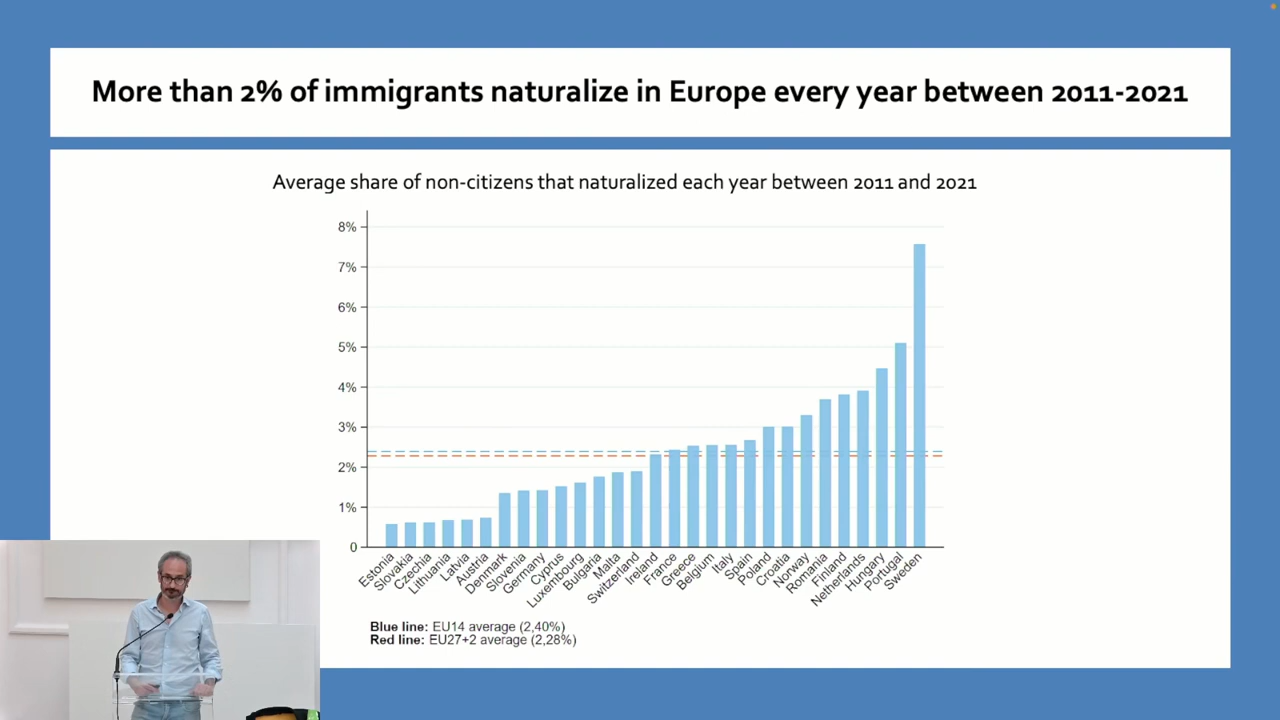 More than 2% of immigrants naturalize in Europe every year between 2011-2021
Average share of non-citizens that naturalized each year between 2011 and 2021
8%
7%
6%
5%
4%
3%
2%
1%
0
Estonia
Slovakia
Czechia
Lithuania
Latvia
Austria
Denmark
Slovenia
Germany
Cyprus
Luxembourg
Bulgaria
Malta
Switzerland
Ireland
France
Greece
Belgium
Italy
Spain
Poland
Croatia
Norway
Romania
Finland
Netherlands
Hungary
Portugal
Sweden
Blue line: EU14 average (2,40%)
Red line: EU27+2 average (2,28%)